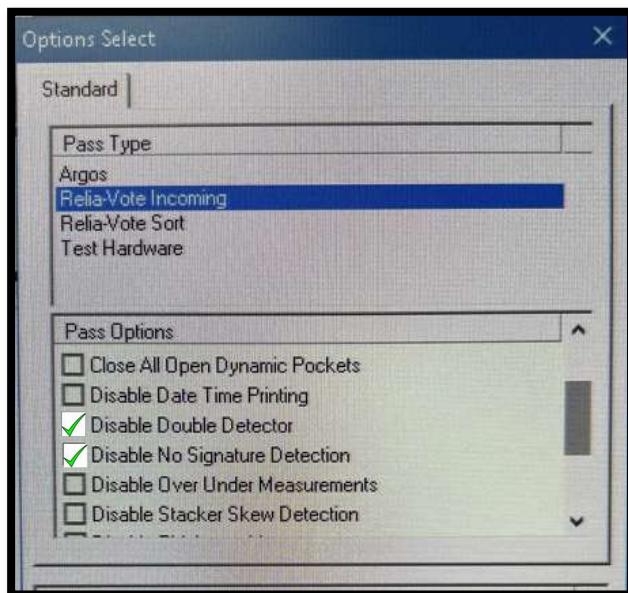 Options Select
Standard
Pass Type
Argos
Relia-Vote Incoming
Relia-Vote Sort
Test Hardware
Pass Options
Close All Open Dynamic Pockets
Disable Date Time Printing
Disable Double Detector
Disable No Signature Detection
Disable Over Under Measurements
Disable Stacker Skew Detection